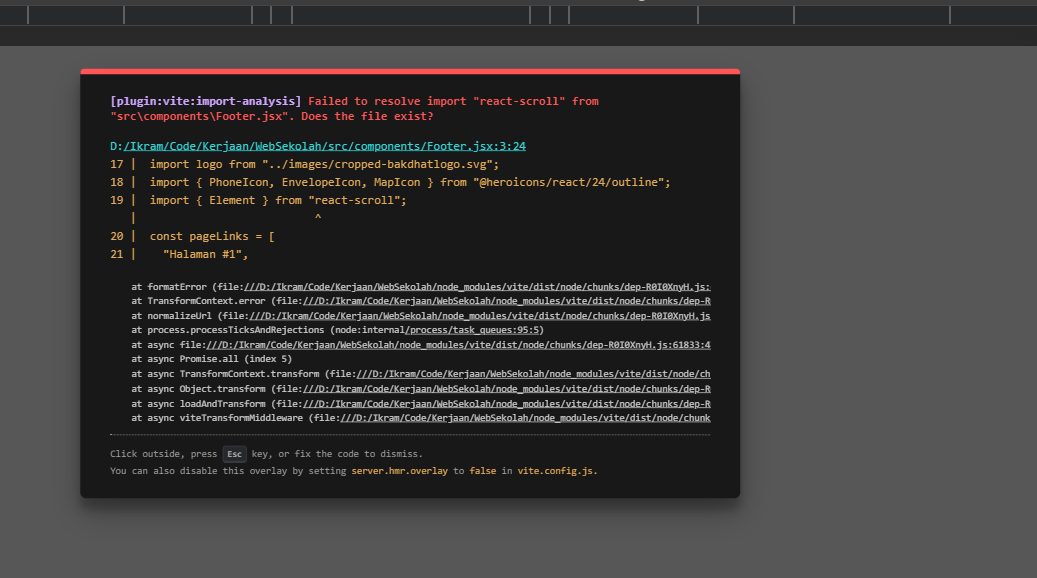 [plugin:vite:import-analysis] Failed to resolve import "react-scroll" from
"src\components\Footer.jsx". Does the file exist?
D:/Ikram/Code/Kerjaan/WebSekolah/src/components/Footer.jsx:3:24
17 |  import logo from "../images/cropped-bakdhatlogo.svg";
18 |  import { PhoneIcon, EnvelopeIcon, MapIcon } from "@heroicons/react/24/outline";
19 |  import { Element } from "react-scroll";
   |                          ^
20 |  const pageLinks = [
21 |    "Halaman #1",
at formatError (file:///D:/Ikram/Code/Kerjaan/WebSekolah/node_modules/vite/dist/node/chunks/dep-R0I0XnyH.js:
at TransformContext.error (file:///D:/Ikram/Code/Kerjaan/WebSekolah/node_modules/vite/dist/node/chunks/dep-R
at normalizeUrl (file:///D:/Ikram/Code/Kerjaan/WebSekolah/node_modules/vite/dist/node/chunks/dep-R0I0XnyH.js
at process.processTicksAndRejections (node:internal/process/task_queues:95:5)
at async file:///D:/Ikram/Code/Kerjaan/WebSekolah/node_modules/vite/dist/node/chunks/dep-R0I0XnyH.js:61833:4
at async Promise.all (index 5)
at async TransformContext.transform (file:///D:/Ikram/Code/Kerjaan/WebSekolah/node_modules/vite/dist/node/ch
at async Object.transform (file:///D:/Ikram/Code/Kerjaan/WebSekolah/node_modules/vite/dist/node/chunks/dep-R
at async loadAndTransform (file:///D:/Ikram/Code/Kerjaan/WebSekolah/node_modules/vite/dist/node/chunks/dep-R
at async viteTransformMiddleware (file:///D:/Ikram/Code/Kerjaan/WebSekolah/node_modules/vite/dist/node/chunk
Click outside, press Esc key, or fix the code to dismiss.
You can also disable this overlay by setting server.hmr.overlay to false in vite.config.js.